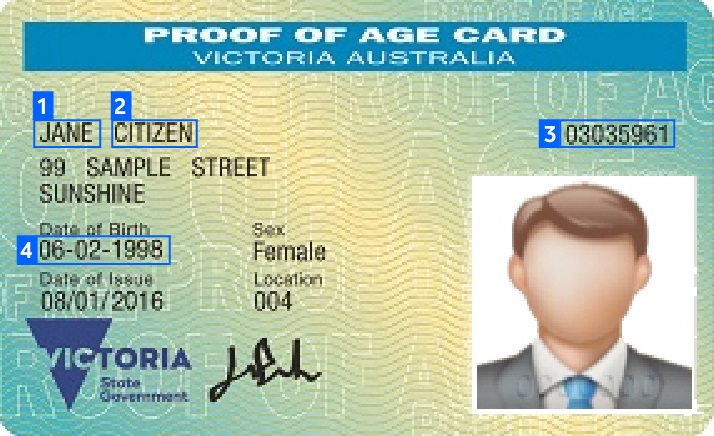 PROOF OF AGE CARD
VICTORIA AUSTRALIA
1 2
JANE CITIZEN
3 03035961
99 SAMPLE STREET
SUNSHINE
Date of Birth Sex
4 06-02-1998 Female
Date of Issue Location
08/01/2016 004
VICTORIA
State
Government